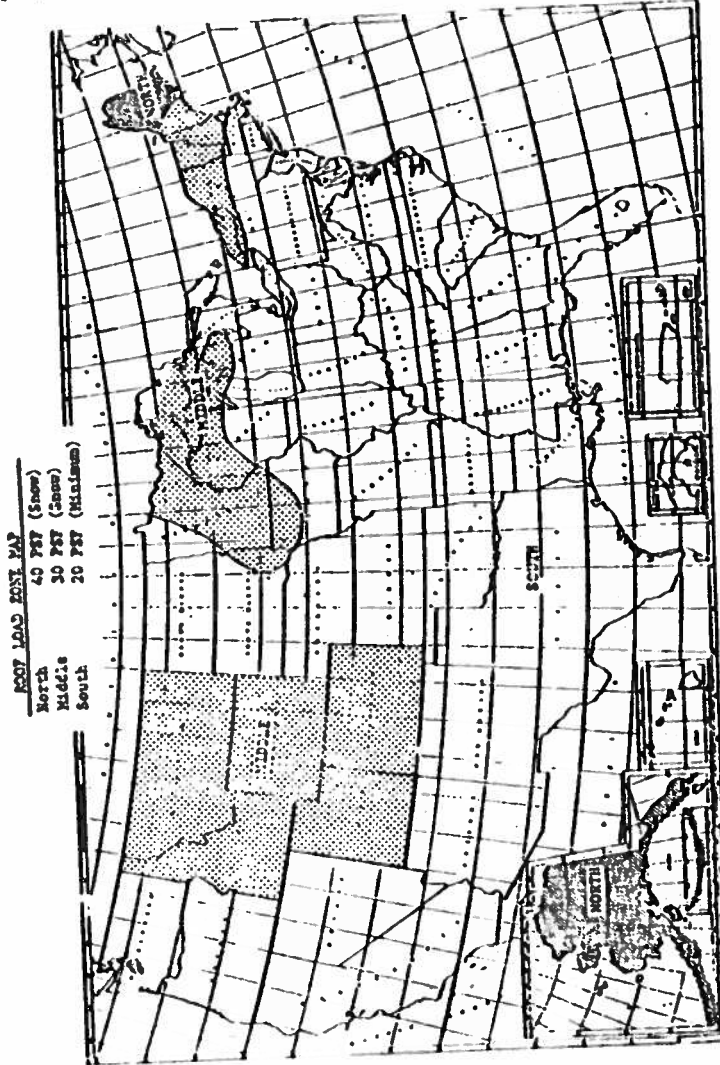 ROOF LOAD ZONE MAP
North 40 PSF (Snow)
Middle 30 PSF (Snow)
South 20 PSF (Minimum)
NORTH
MIDDLE
SOUTH
NORTH